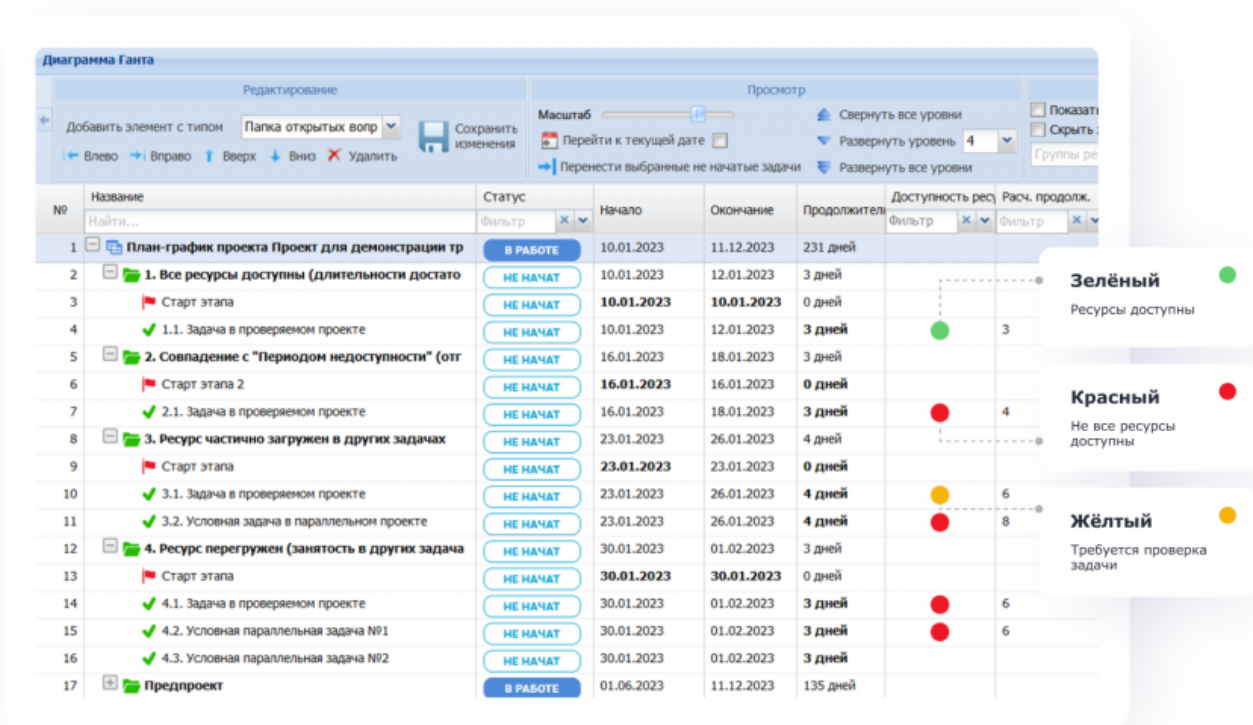 Диаграмма Ганта
Редактирование
Просмотр
Добавить элемент с типом Папка открытых вопр
Сохранить изменения
Влево Вправо Вверх Вниз Удалить
Масштаб
Перейти к текущей дате
Перенести выбранные не начатые задачи
Свернуть все уровни
Развернуть уровень 4
Развернуть все уровни
Показать
Скрыть
Группы ре
№ Название Статус Начало Окончание Продолжител Доступность ресу Расч. продолж.
Найти... Фильтр Фильтр Фильтр
1 План-график проекта Проект для демонстрации тр В РАБОТЕ 10.01.2023 11.12.2023 231 дней
2 1. Все ресурсы доступны (длительности достато НЕ НАЧАТ 10.01.2023 12.01.2023 3 дней
3 Старт этапа НЕ НАЧАТ 10.01.2023 10.01.2023 0 дней
4 1.1. Задача в проверяемом проекте НЕ НАЧАТ 10.01.2023 12.01.2023 3 дней 3
5 2. Совпадение с "Периодом недоступности" (отг НЕ НАЧАТ 16.01.2023 18.01.2023 3 дней
6 Старт этапа 2 НЕ НАЧАТ 16.01.2023 16.01.2023 0 дней
7 2.1. Задача в проверяемом проекте НЕ НАЧАТ 16.01.2023 18.01.2023 3 дней 4
8 3. Ресурс частично загружен в других задачах НЕ НАЧАТ 23.01.2023 26.01.2023 4 дней
9 Старт этапа НЕ НАЧАТ 23.01.2023 23.01.2023 0 дней
10 3.1. Задача в проверяемом проекте НЕ НАЧАТ 23.01.2023 26.01.2023 4 дней 6
11 3.2. Условная задача в параллельном проекте НЕ НАЧАТ 23.01.2023 26.01.2023 4 дней 8
12 4. Ресурс перегружен (занятость в других задача НЕ НАЧАТ 30.01.2023 01.02.2023 3 дней
13 Старт этапа НЕ НАЧАТ 30.01.2023 30.01.2023 0 дней
14 4.1. Задача в проверяемом проекте НЕ НАЧАТ 30.01.2023 01.02.2023 3 дней 6
15 4.2. Условная параллельная задача №1 НЕ НАЧАТ 30.01.2023 01.02.2023 3 дней 6
16 4.3. Условная параллельная задача №2 НЕ НАЧАТ 30.01.2023 01.02.2023 3 дней
17 Предпроект В РАБОТЕ 01.06.2023 11.12.2023 135 дней
Зелёный
Ресурсы доступны
Красный
Не все ресурсы
доступны
Жёлтый
Требуется проверка
задачи